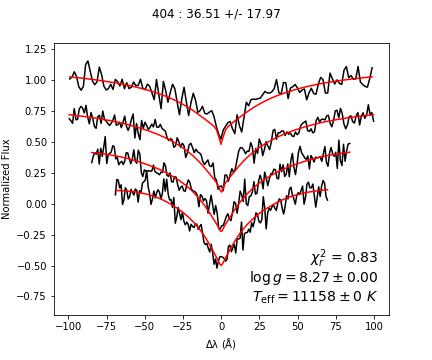 404 : 36.51 +/- 17.97
1.25
1.00
0.75
0.50
0.25
0.00
−0.25
−0.50
−0.75
Normalized Flux
χ²ᵣ = 0.83
log g = 8.27 ± 0.00
T_eff = 11158 ± 0 K
−100 −75 −50 −25 0 25 50 75 100
Δλ (Å)